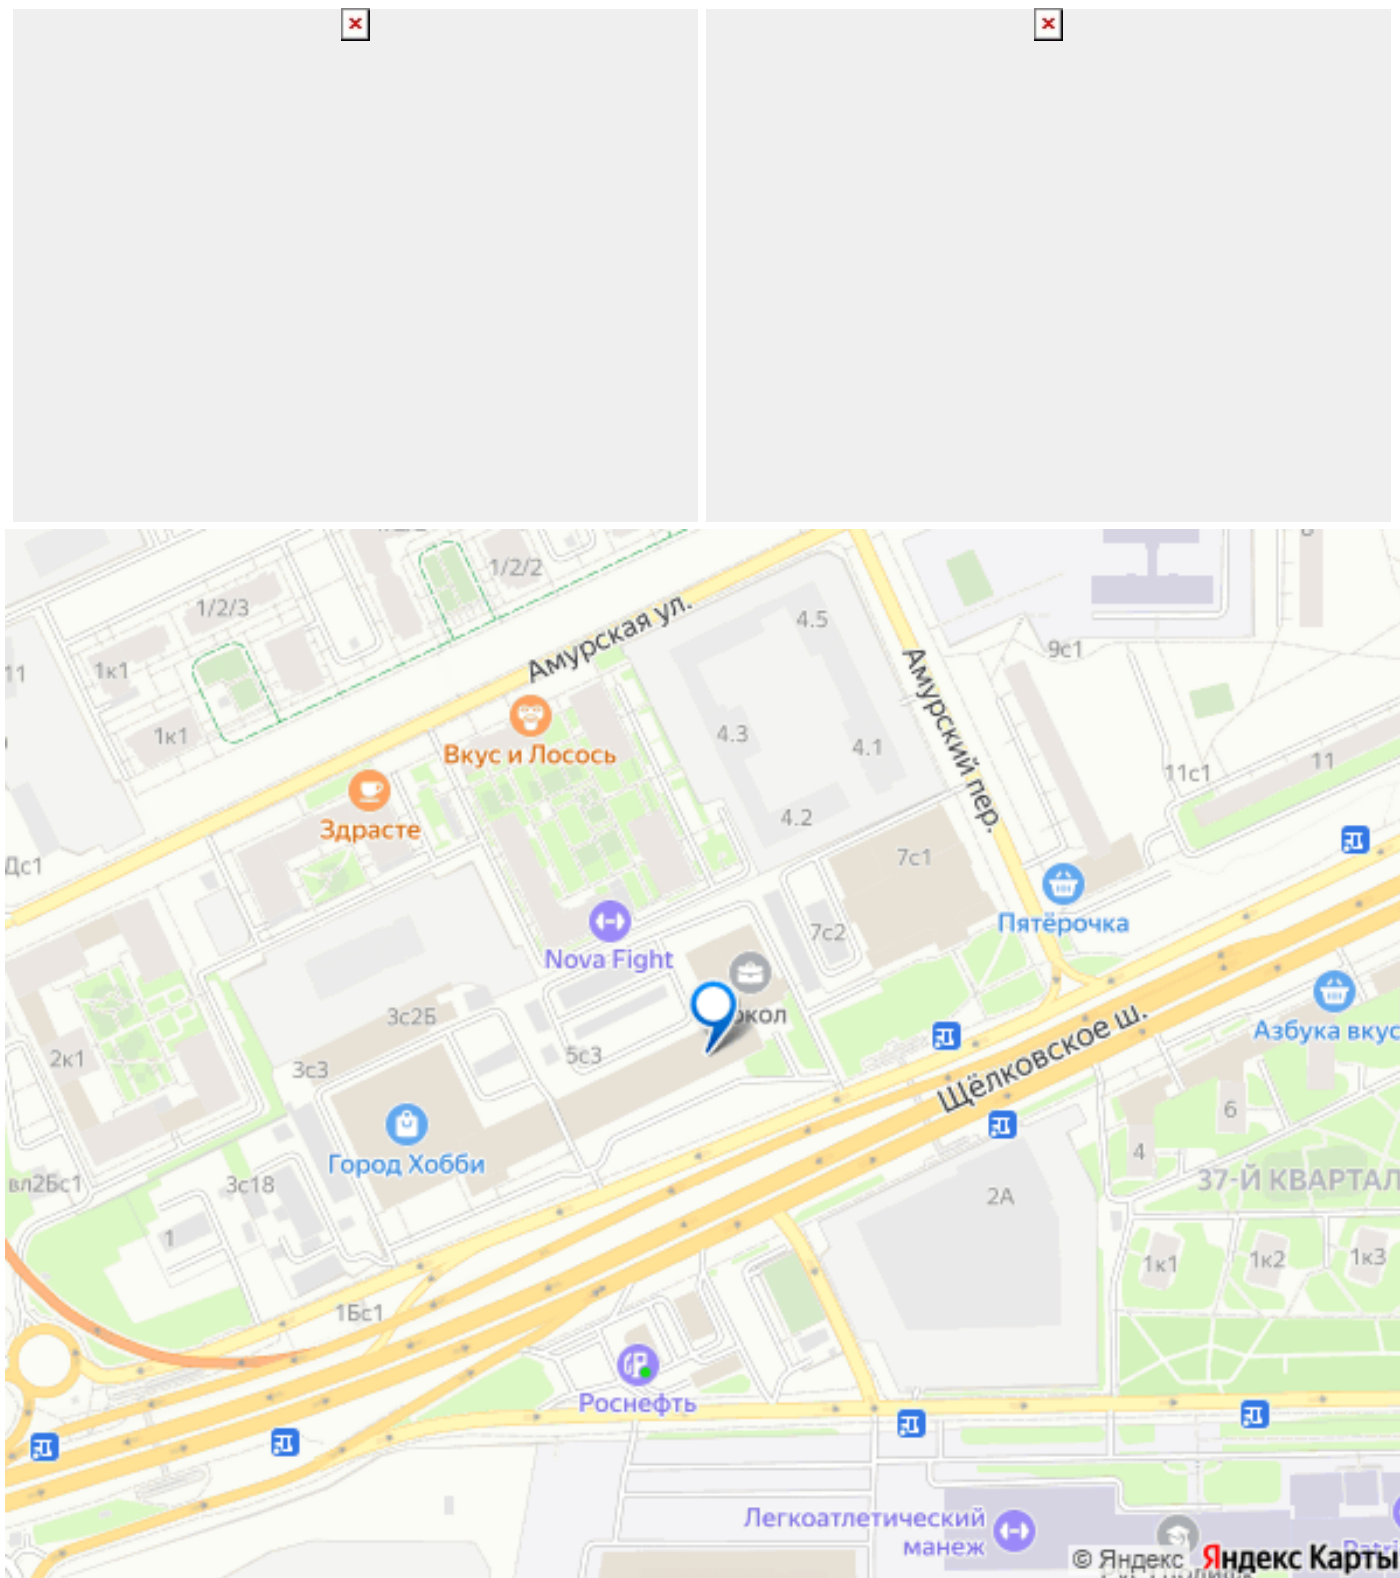 1/2/2
1/2/3
4.5
Амурская ул.
9с1
11
1к1
Амурский пер.
1к1
Вкус и Лосось
4.3
4.1
11с1
11
Здрасте
4.2
7с1
Дс1
Пятёрочка
7с2
Nova Fight
3с2Б
окол
Щёлковское ш.
Азбука вкус
2к1
3с3
5с3
6
Город Хобби
4
вл2Бс1
3с18
37-Й КВАРТАЛ
2А
1
1к1
1к2
1к3
1Бс1
Роснефть
Легкоатлетический
манеж
© Яндекс Яндекс Карты